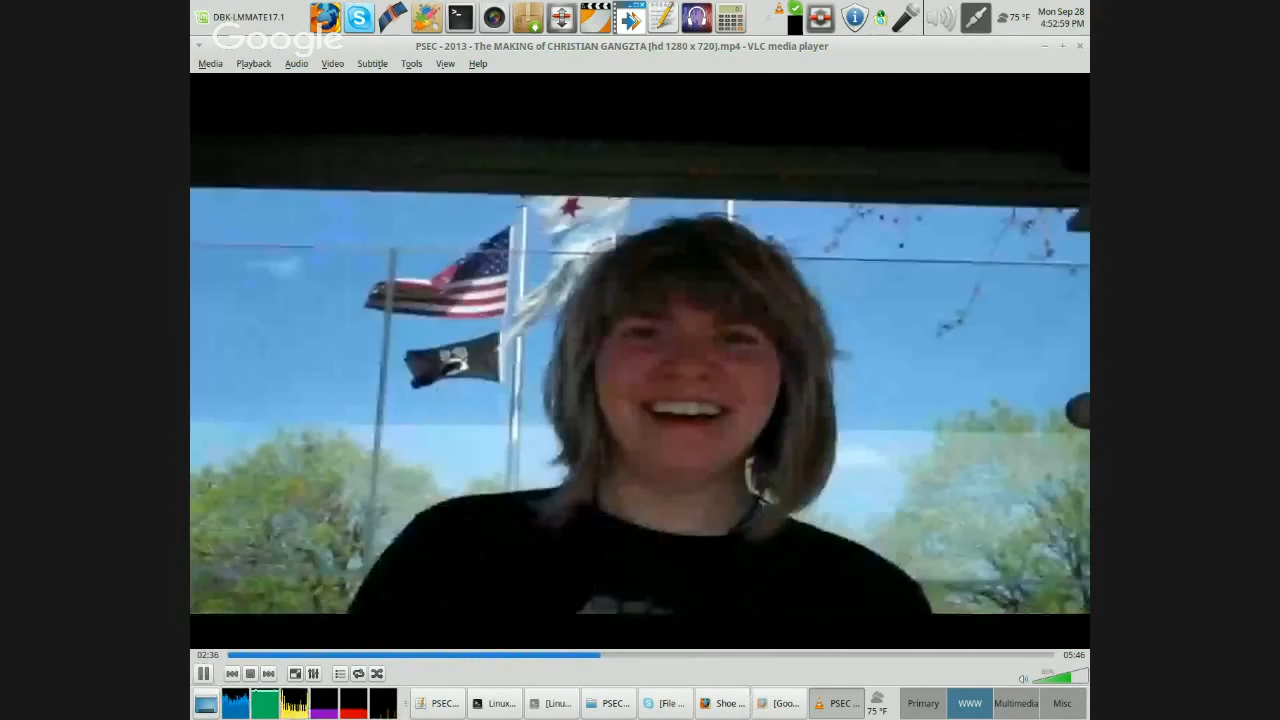 DBK-LMMATE17.1
75 °F
Mon Sep 28
4:52:59 PM
Google
PSEC - 2013 - The MAKING of CHRISTIAN GANGZTA [hd 1280 x 720].mp4 - VLC media player
Media Playback Audio Video Subtitle Tools View Help
02:36
05:46
86%
PSEC...
Linux...
[Linu...
PSEC...
[File ...
Shoe ...
[Goo...
PSEC ...
75 °F
Primary
WWW
Multimedia
Misc